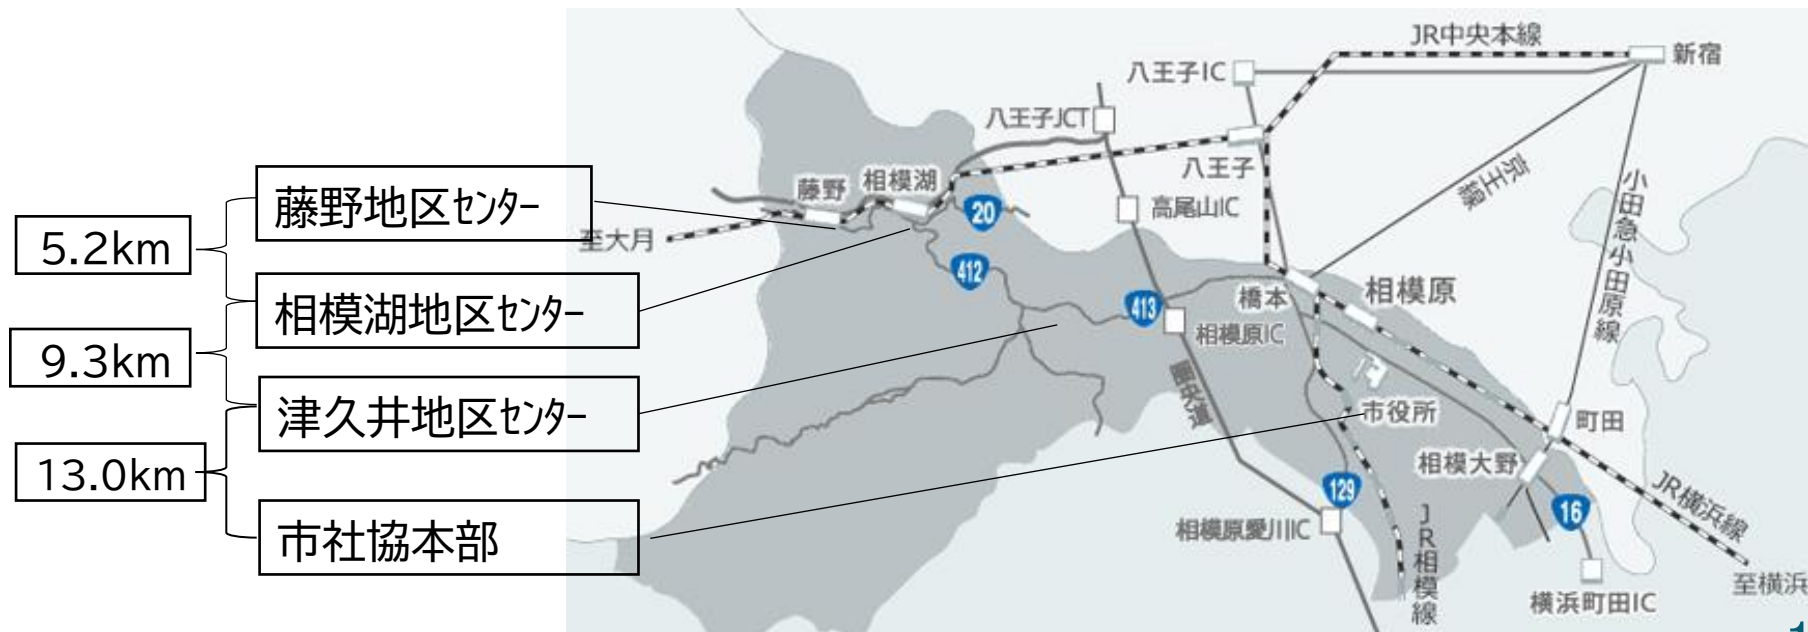 藤野地区センター
5.2km
相模湖地区センター
9.3km
津久井地区センター
13.0km
市社協本部
JR中央本線
新宿
八王子IC
八王子JCT
八王子
京王線
小田急小田原線
藤野
相模湖
20
高尾山IC
至大月
412
413
橋本
相模原
相模原IC
圏央道
市役所
町田
相模大野
129
16
JR横浜線
相模原愛川IC
JR相模線
横浜町田IC
至横浜